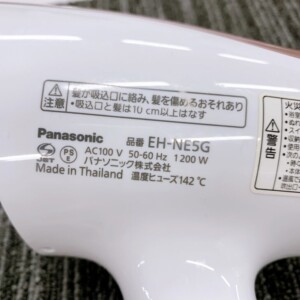 注意
髪が吸込口に絡み、髪を傷めるおそれあり
・吸込口と髪は10cm以上はなす
Panasonic 品番 EH-NE5G
JET PS E AC100 V 50-60 Hz 1200 W
パナソニック株式会社
Made in Thailand 温度ヒューズ142℃
警告